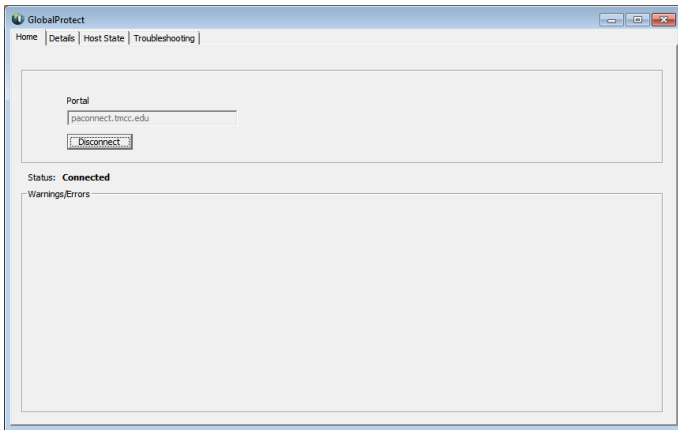 GlobalProtect
Home Details Host State Troubleshooting
Portal
paconnect.tmcc.edu
Disconnect
Status: Connected
Warnings/Errors